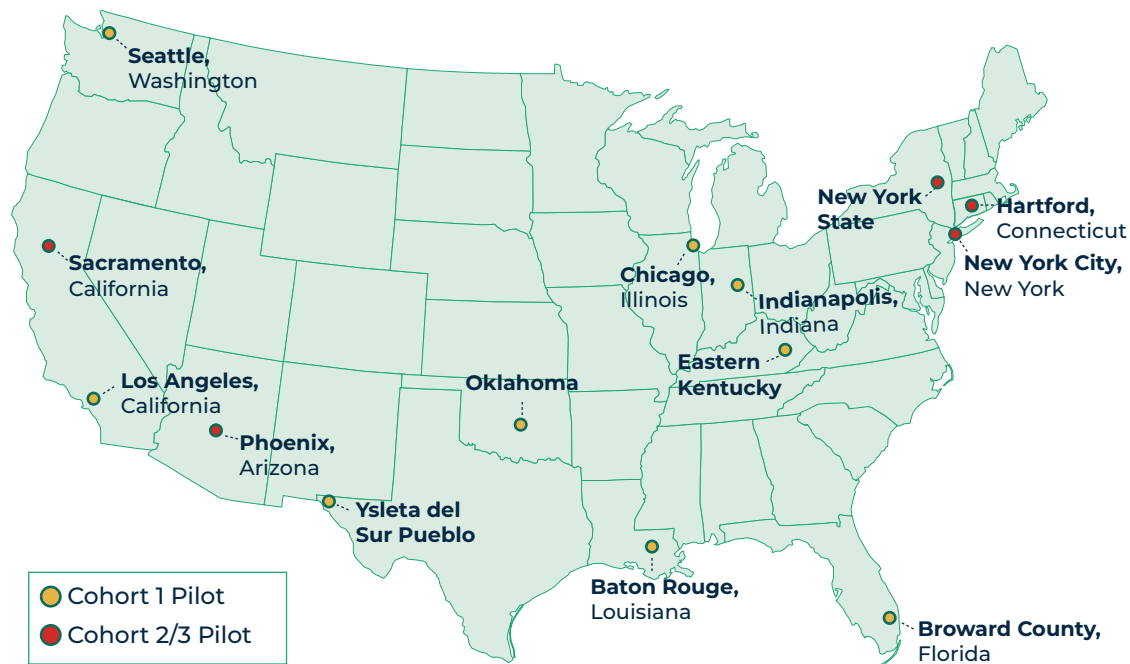 Seattle,
Washington
New York
State
Hartford,
Connecticut
Sacramento,
California
Chicago,
Illinois
New York City,
New York
Indianapolis,
Indiana
Eastern
Kentucky
Los Angeles,
California
Oklahoma
Phoenix,
Arizona
Ysleta del
Sur Pueblo
Baton Rouge,
Louisiana
Broward County,
Florida
Cohort 1 Pilot
Cohort 2/3 Pilot